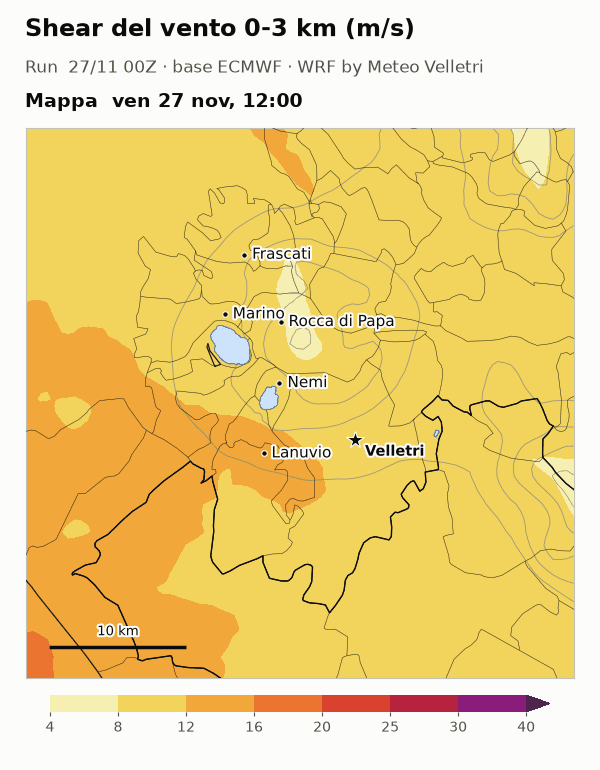 Shear del vento 0-3 km (m/s)
Run  27/11 00Z · base ECMWF · WRF by Meteo Velletri
Mappa  ven 27 nov, 12:00
Frascati
Marino
Rocca di Papa
Nemi
Velletri
Lanuvio
10 km
4 8 12 16 20 25 30 40